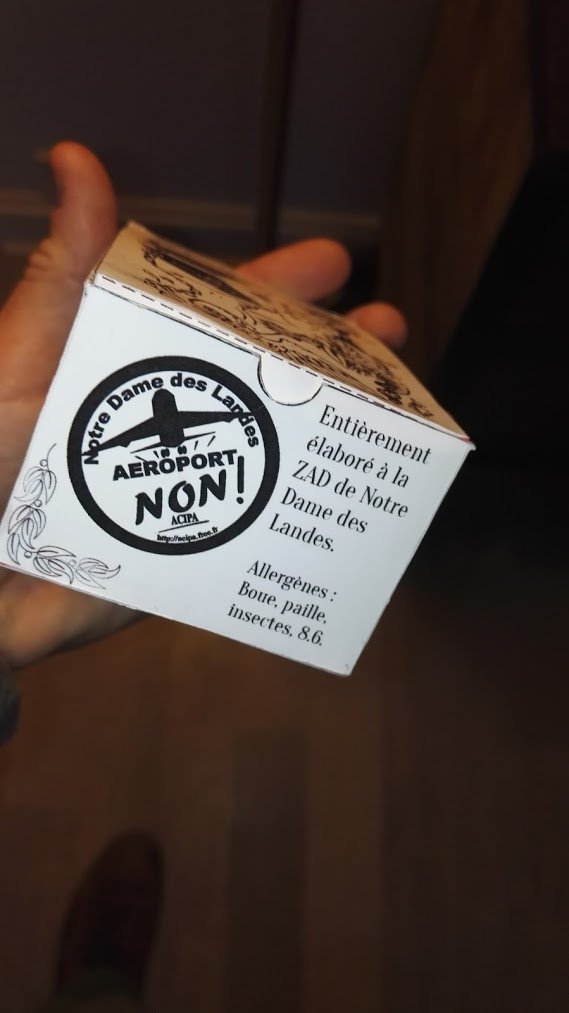 Notre Dame des Landes
AEROPORT
NON!
ACIPA
http://acipa.free.fr
Entièrement
élaboré à la
ZAD de Notre
Dame des
Landes.
Allergènes :
Boue, paille,
insectes, 8.6.